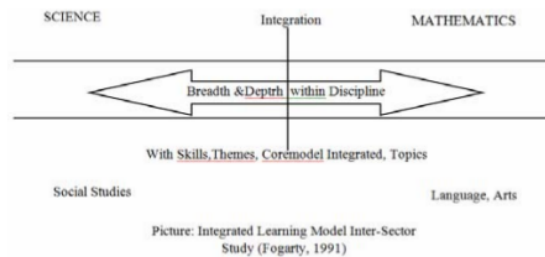 SCIENCE
Integration
MATHEMATICS
Breadth &Deptrh within Discipline
With Skills,Themes, Coremodel Integrated, Topics
Social Studies
Language, Arts
Picture: Integrated Learning Model Inter-Sector
Study (Fogarty, 1991)